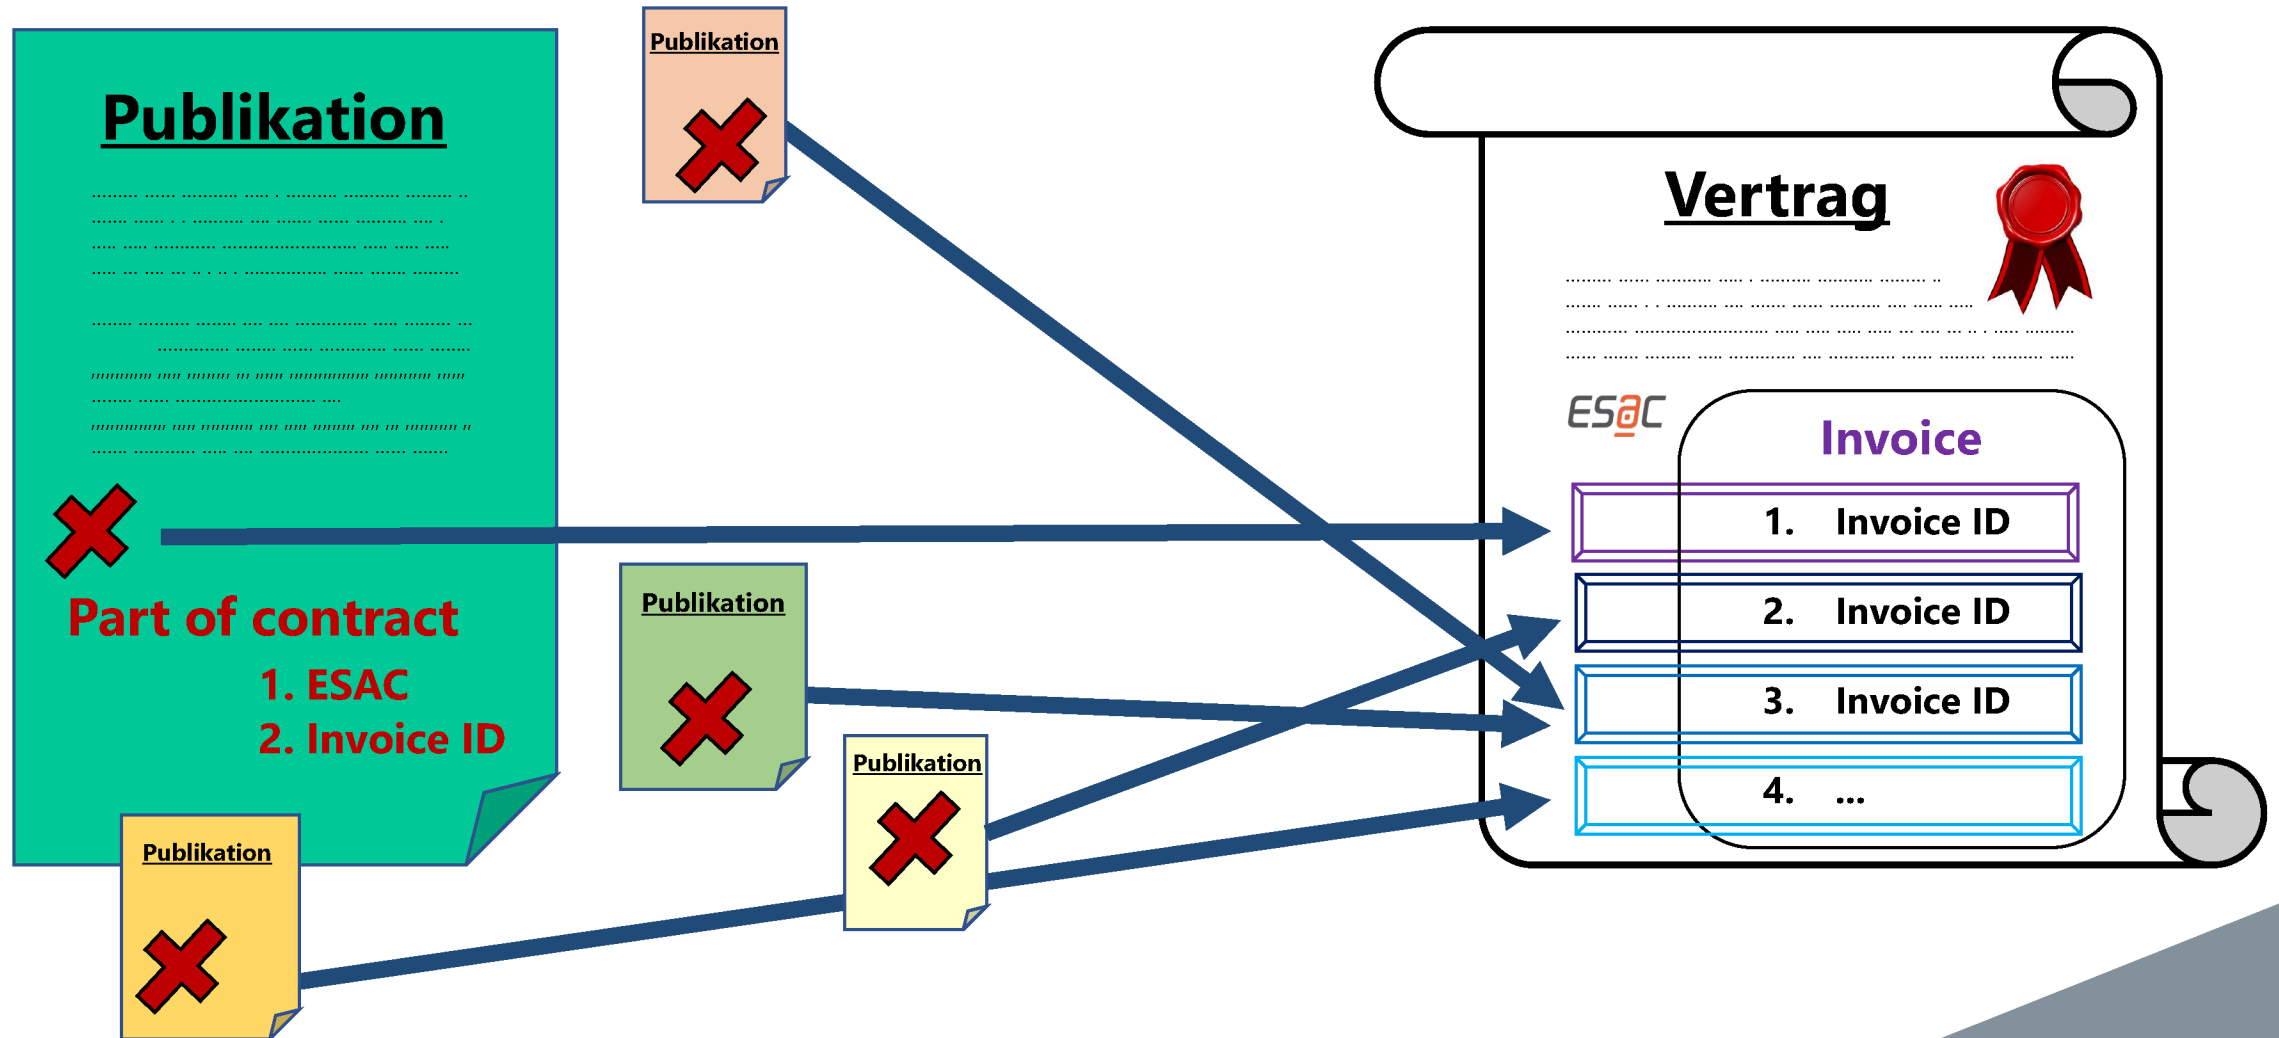 Publikation
Part of contract
1. ESAC
2. Invoice ID
Publikation
Publikation
Publikation
Publikation
Vertrag
ESAC
Invoice
1. Invoice ID
2. Invoice ID
3. Invoice ID
4. ...